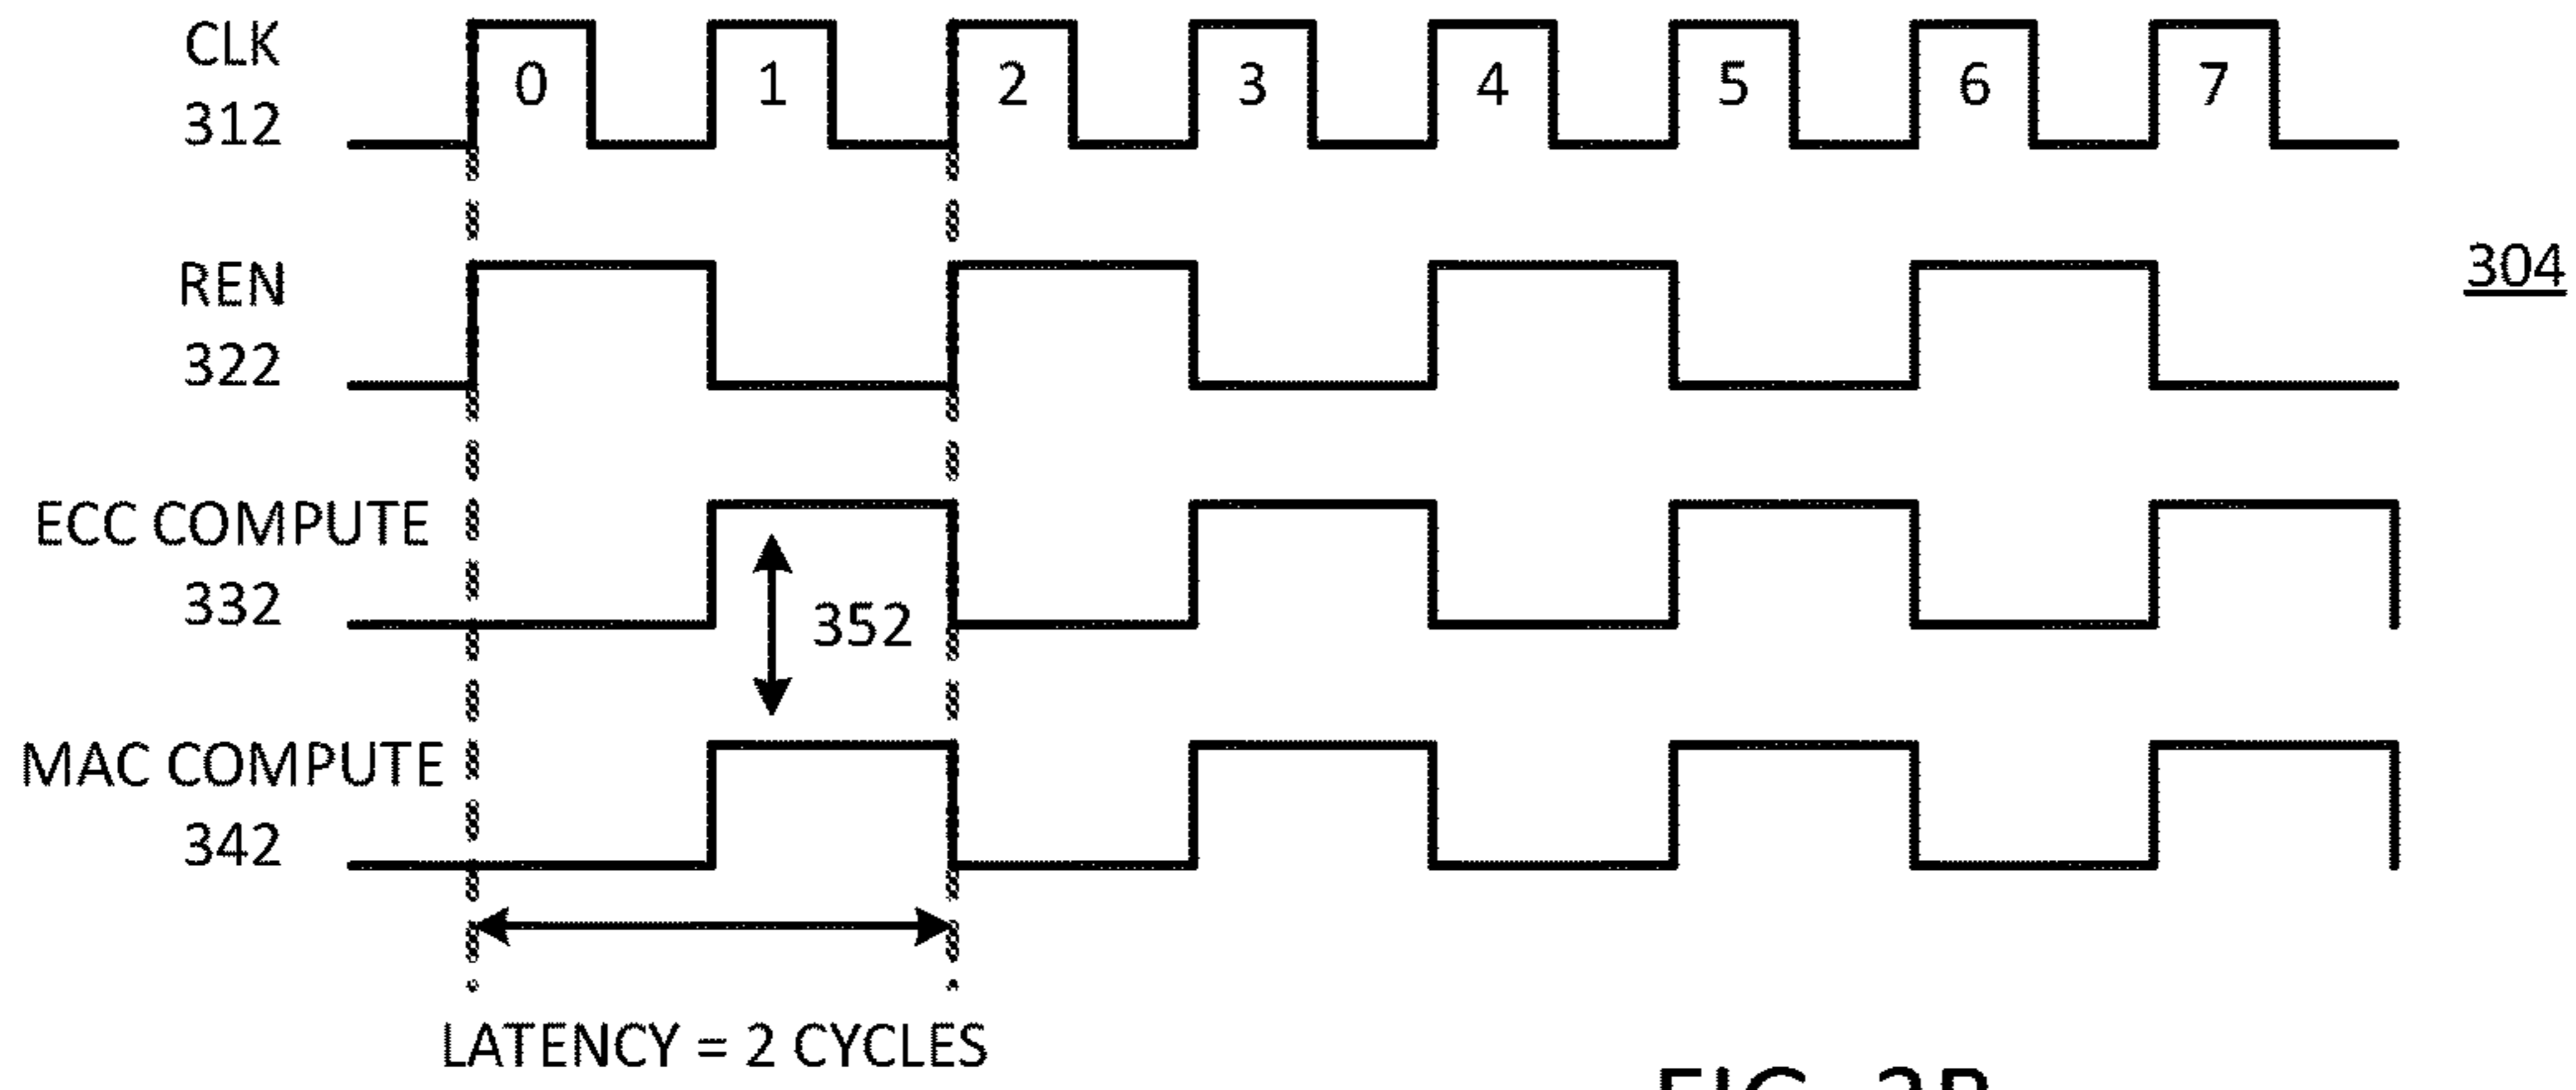 CLK
312
0 1 2 3 4 5 6 7
REN
322
304
ECC COMPUTE
332
352
MAC COMPUTE
342
LATENCY = 2 CYCLES